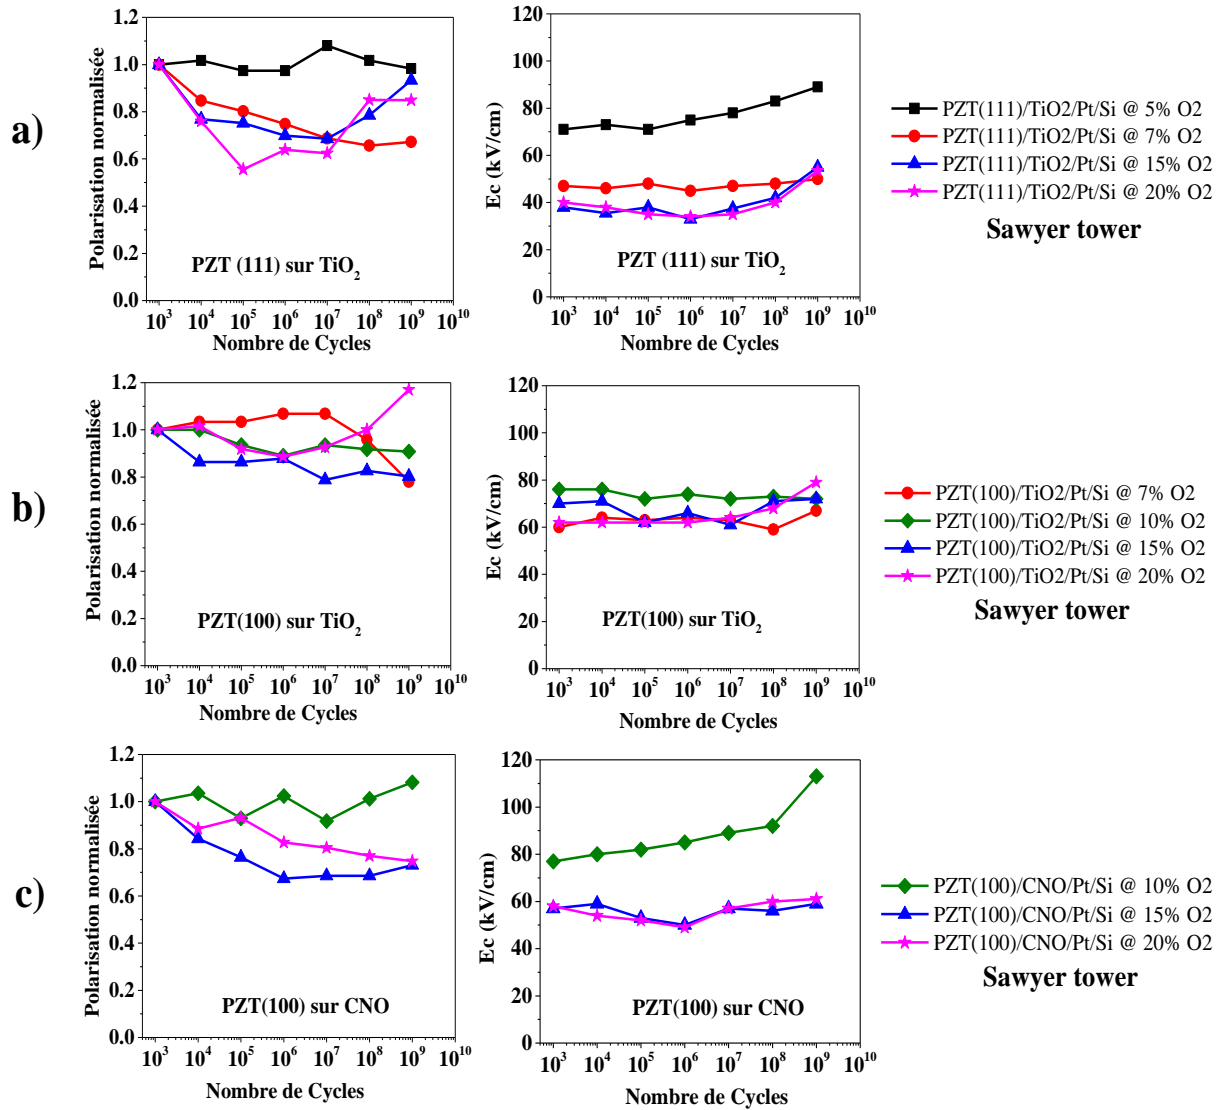 a)
Polarisation normalisée
1.2
1.0
0.8
0.6
0.4
0.2
0.0
PZT (111) sur TiO₂
10³ 10⁴ 10⁵ 10⁶ 10⁷ 10⁸ 10⁹ 10¹⁰
Nombre de Cycles
Ec (kV/cm)
120
100
80
60
40
20
0
PZT (111) sur TiO₂
10³ 10⁴ 10⁵ 10⁶ 10⁷ 10⁸ 10⁹ 10¹⁰
Nombre de Cycles
PZT(111)/TiO2/Pt/Si @ 5% O2
PZT(111)/TiO2/Pt/Si @ 7% O2
PZT(111)/TiO2/Pt/Si @ 15% O2
PZT(111)/TiO2/Pt/Si @ 20% O2
Sawyer tower
b)
Polarisation normalisée
1.2
1.0
0.8
0.6
0.4
0.2
0.0
PZT(100) sur TiO₂
10³ 10⁴ 10⁵ 10⁶ 10⁷ 10⁸ 10⁹ 10¹⁰
Nombre de Cycles
Ec (kV/cm)
120
100
80
60
40
20
0
PZT(100) sur TiO₂
10³ 10⁴ 10⁵ 10⁶ 10⁷ 10⁸ 10⁹ 10¹⁰
Nombre de Cycles
PZT(100)/TiO2/Pt/Si @ 7% O2
PZT(100)/TiO2/Pt/Si @ 10% O2
PZT(100)/TiO2/Pt/Si @ 15% O2
PZT(100)/TiO2/Pt/Si @ 20% O2
Sawyer tower
c)
Polarisation normalisée
1.2
1.0
0.8
0.6
0.4
0.2
0.0
PZT(100) sur CNO
10³ 10⁴ 10⁵ 10⁶ 10⁷ 10⁸ 10⁹ 10¹⁰
Nombre de Cycles
Ec (kV/cm)
120
100
80
60
40
20
0
PZT(100) sur CNO
10³ 10⁴ 10⁵ 10⁶ 10⁷ 10⁸ 10⁹ 10¹⁰
Nombre de Cycles
PZT(100)/CNO/Pt/Si @ 10% O2
PZT(100)/CNO/Pt/Si @ 15% O2
PZT(100)/CNO/Pt/Si @ 20% O2
Sawyer tower